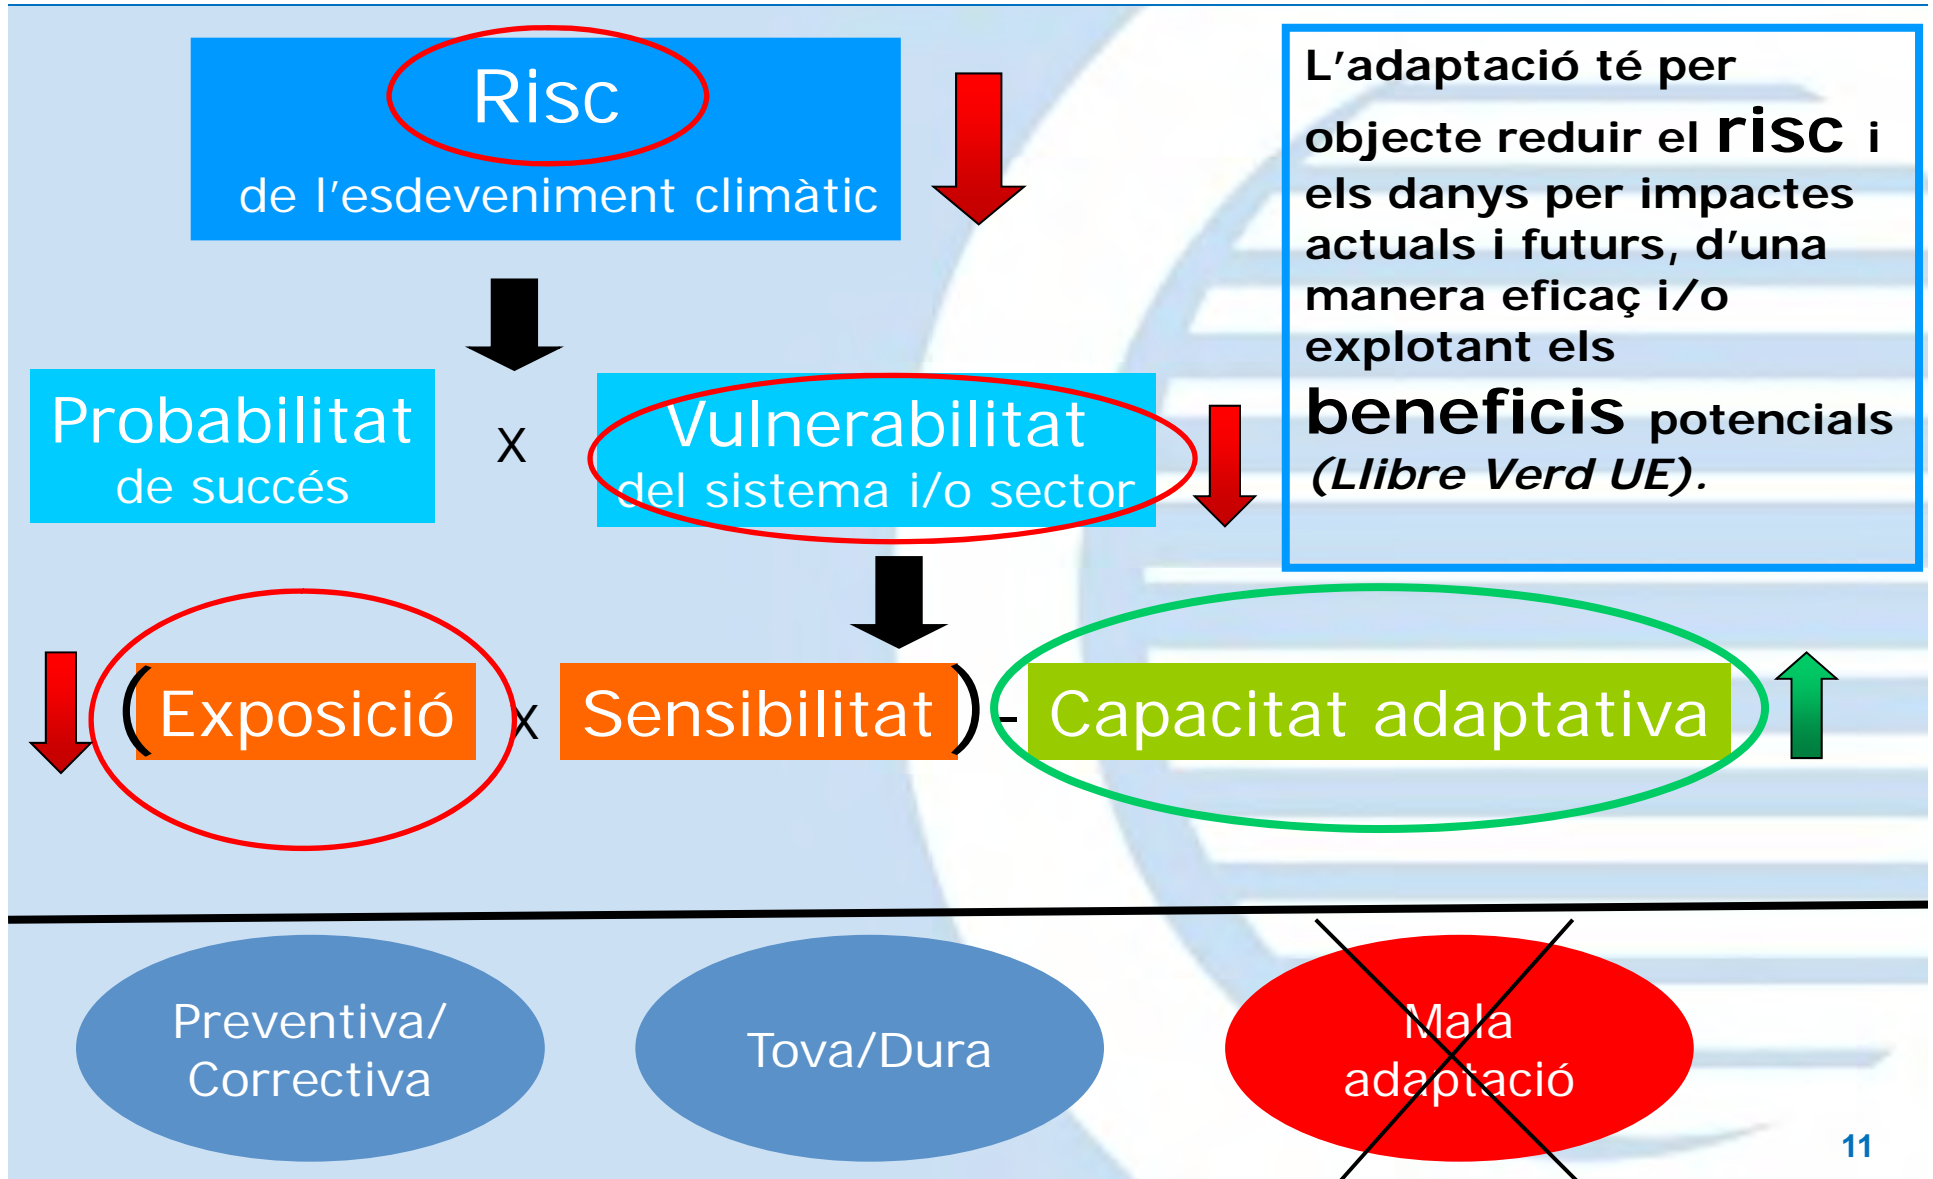 Risc
de l'esdeveniment climàtic
L'adaptació té per
objecte reduir el risc i
els danys per impactes
actuals i futurs, d'una
manera eficaç i/o
explotant els
beneficis potencials
(Llibre Verd UE).
Probabilitat
de succés
X
Vulnerabilitat
del sistema i/o sector
(Exposició x Sensibilitat) - Capacitat adaptativa
Preventiva/
Correctiva
Tova/Dura
Mala
adaptació
11